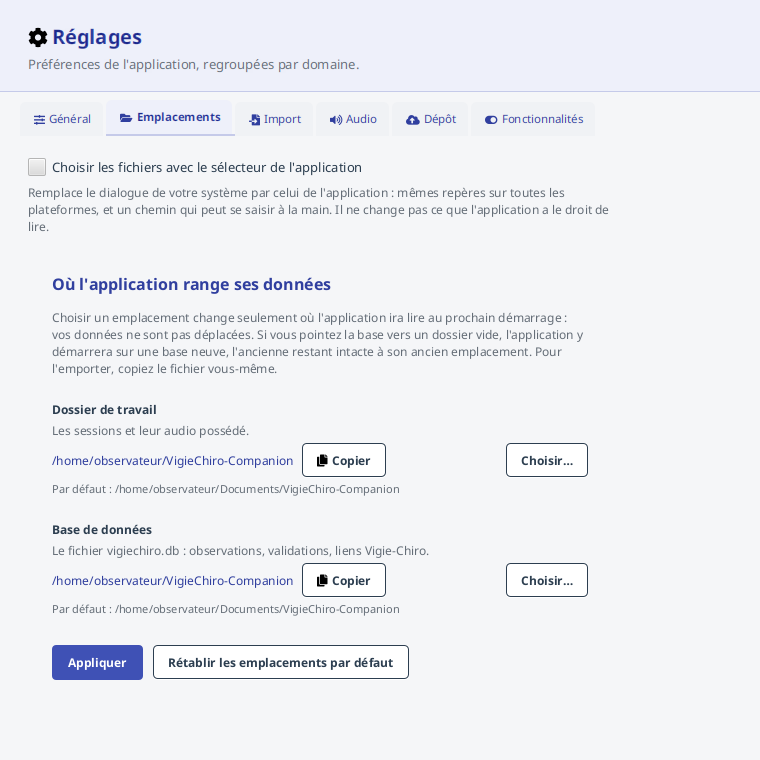 Réglages
Préférences de l'application, regroupées par domaine.
Général
Emplacements
Import
Audio
Dépôt
Fonctionnalités
Choisir les fichiers avec le sélecteur de l'application
Remplace le dialogue de votre système par celui de l'application : mêmes repères sur toutes les
plateformes, et un chemin qui peut se saisir à la main. Il ne change pas ce que l'application a le droit de
lire.
Où l'application range ses données
Choisir un emplacement change seulement où l'application ira lire au prochain démarrage :
vos données ne sont pas déplacées. Si vous pointez la base vers un dossier vide, l'application y
démarrera sur une base neuve, l'ancienne restant intacte à son ancien emplacement. Pour
l'emporter, copiez le fichier vous-même.
Dossier de travail
Les sessions et leur audio possédé.
/home/observateur/VigieChiro-Companion
Copier
Choisir...
Par défaut : /home/observateur/Documents/VigieChiro-Companion
Base de données
Le fichier vigiechiro.db : observations, validations, liens Vigie-Chiro.
/home/observateur/VigieChiro-Companion
Copier
Choisir...
Par défaut : /home/observateur/Documents/VigieChiro-Companion
Appliquer
Rétablir les emplacements par défaut